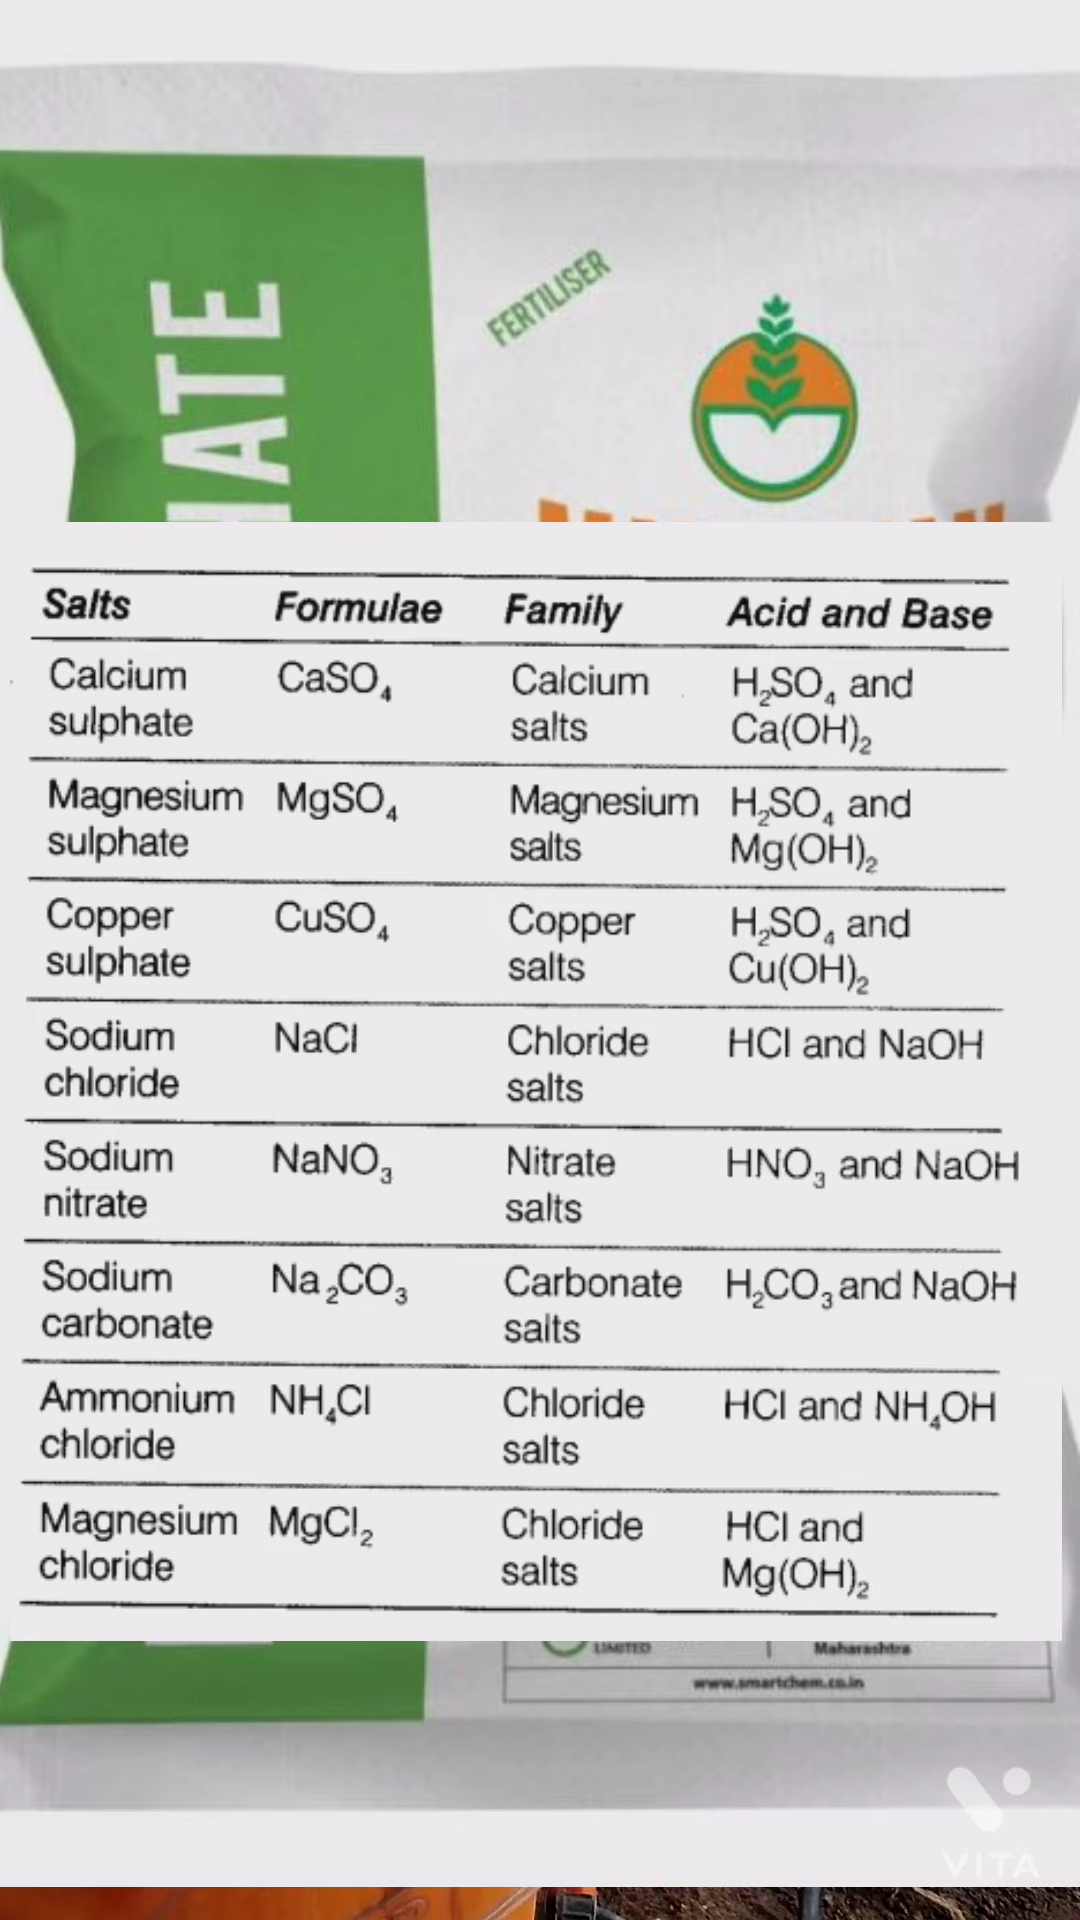 HATE
FERTILISER
Salts Formulae Family Acid and Base
Calcium sulphate CaSO₄ Calcium salts H₂SO₄ and Ca(OH)₂
Magnesium sulphate MgSO₄ Magnesium salts H₂SO₄ and Mg(OH)₂
Copper sulphate CuSO₄ Copper salts H₂SO₄ and Cu(OH)₂
Sodium chloride NaCl Chloride salts HCl and NaOH
Sodium nitrate NaNO₃ Nitrate salts HNO₃ and NaOH
Sodium carbonate Na₂CO₃ Carbonate salts H₂CO₃ and NaOH
Ammonium chloride NH₄Cl Chloride salts HCl and NH₄OH
Magnesium chloride MgCl₂ Chloride salts HCl and Mg(OH)₂
LIMITED Maharashtra
www.smartchem.co.in
VITA